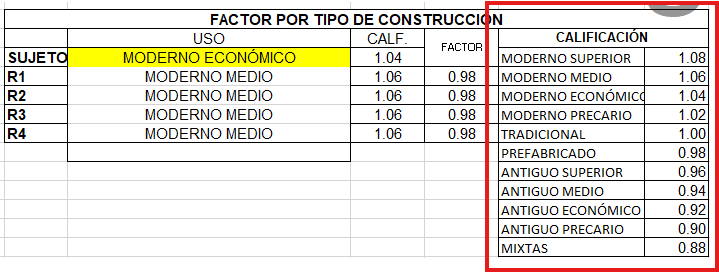 FACTOR POR TIPO DE CONSTRUCCIÓN
USO CALF. FACTOR
SUJETO MODERNO ECONÓMICO 1.04
R1 MODERNO MEDIO 1.06 0.98
R2 MODERNO MEDIO 1.06 0.98
R3 MODERNO MEDIO 1.06 0.98
R4 MODERNO MEDIO 1.06 0.98
CALIFICACIÓN
MODERNO SUPERIOR 1.08
MODERNO MEDIO 1.06
MODERNO ECONÓMICO 1.04
MODERNO PRECARIO 1.02
TRADICIONAL 1.00
PREFABRICADO 0.98
ANTIGUO SUPERIOR 0.96
ANTIGUO MEDIO 0.94
ANTIGUO ECONÓMICO 0.92
ANTIGUO PRECARIO 0.90
MIXTAS 0.88